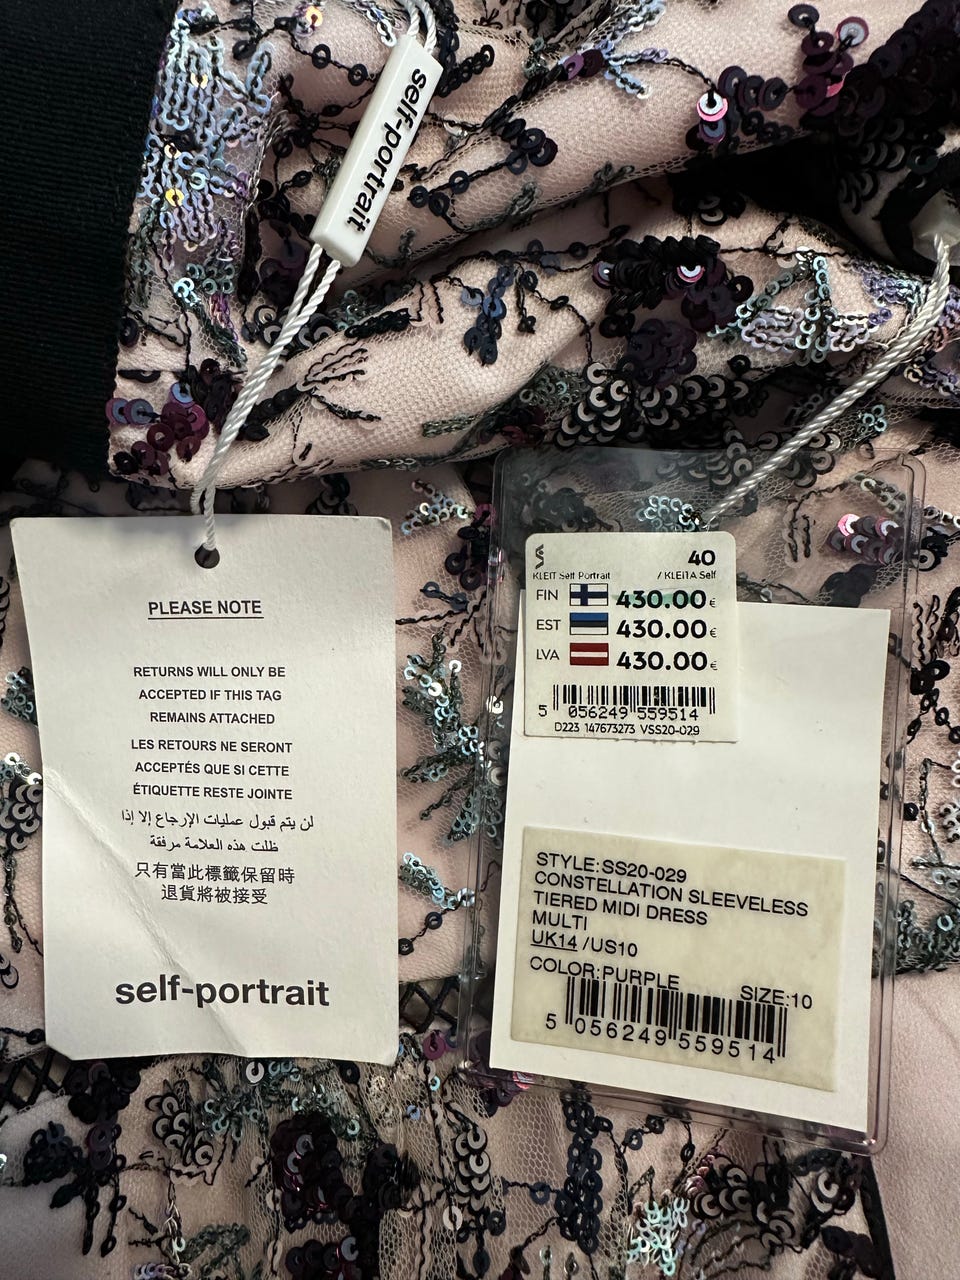 self-portrait
PLEASE NOTE
RETURNS WILL ONLY BE
ACCEPTED IF THIS TAG
REMAINS ATTACHED
LES RETOURS NE SERONT
ACCEPTÉS QUE SI CETTE
ÉTIQUETTE RESTE JOINTE
لن يتم قبول عمليات الإرجاع إلا إذا
ظلت هذه العلامة مرفقة
只有當此標籤保留時
退貨將被接受
self-portrait
40
KLEIT Self Portrait / KLEITA Self
FIN 430.00€
EST 430.00€
LVA 430.00€
5 056249 559514
D223 147673273 VSS20-029
STYLE:SS20-029
CONSTELLATION SLEEVELESS
TIERED MIDI DRESS
MULTI
UK14 /US10
COLOR:PURPLE SIZE:10
5 056249 559514